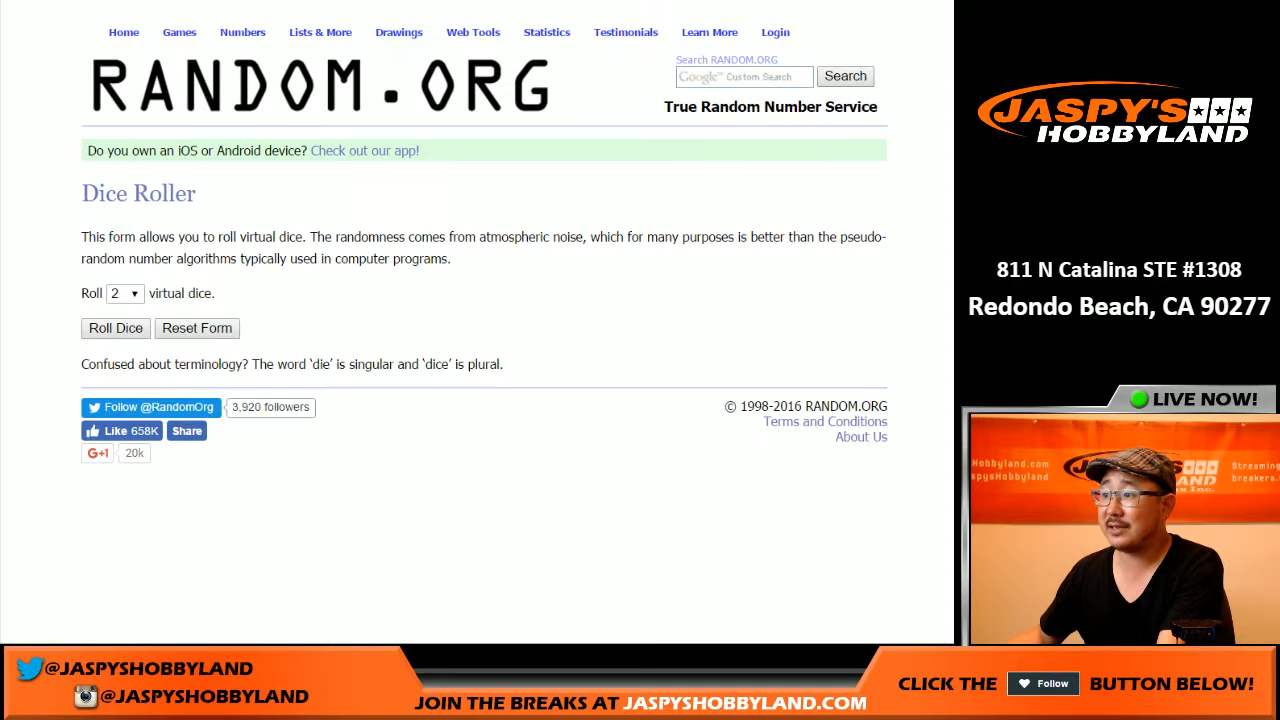 Home Games Numbers Lists & More Drawings Web Tools Statistics Testimonials Learn More Login
RANDOM.ORG
Search RANDOM.ORG
Google™ Custom Search Search
True Random Number Service
Do you own an iOS or Android device? Check out our app!
Dice Roller
This form allows you to roll virtual dice. The randomness comes from atmospheric noise, which for many purposes is better than the pseudo-
random number algorithms typically used in computer programs.
Roll 2 virtual dice.
Roll Dice Reset Form
Confused about terminology? The word ‘die’ is singular and ‘dice’ is plural.
Follow @RandomOrg 3,920 followers
Like 658K Share
G+1 20k
© 1998-2016 RANDOM.ORG
Terms and Conditions
About Us
JASPY'S
HOBBYLAND
811 N Catalina STE #1308
Redondo Beach, CA 90277
LIVE NOW!
Hobbyland.com
spysHobbyland
Streaming
breakers.
@JASPYSHOBBYLAND
@JASPYSHOBBYLAND
JOIN THE BREAKS AT JASPYSHOBBYLAND.COM
CLICK THE Follow BUTTON BELOW!